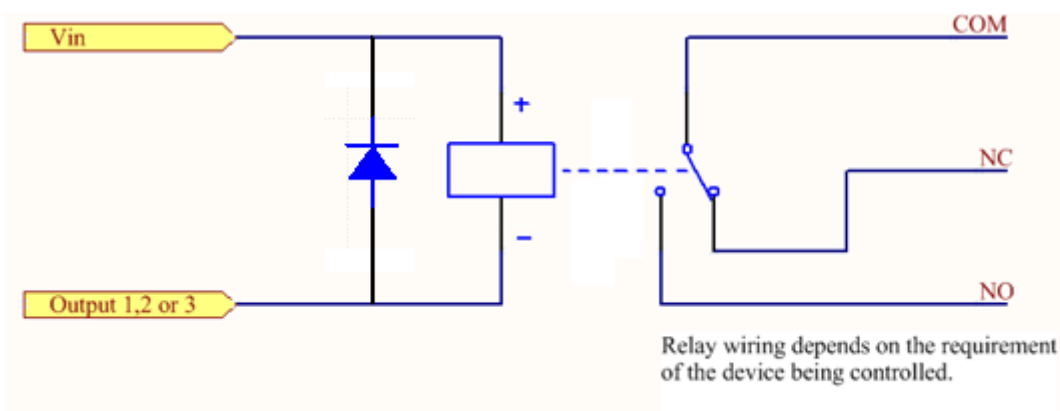 Vin
COM
+
NC
−
Output 1,2 or 3
NO
Relay wiring depends on the requirement
of the device being controlled.